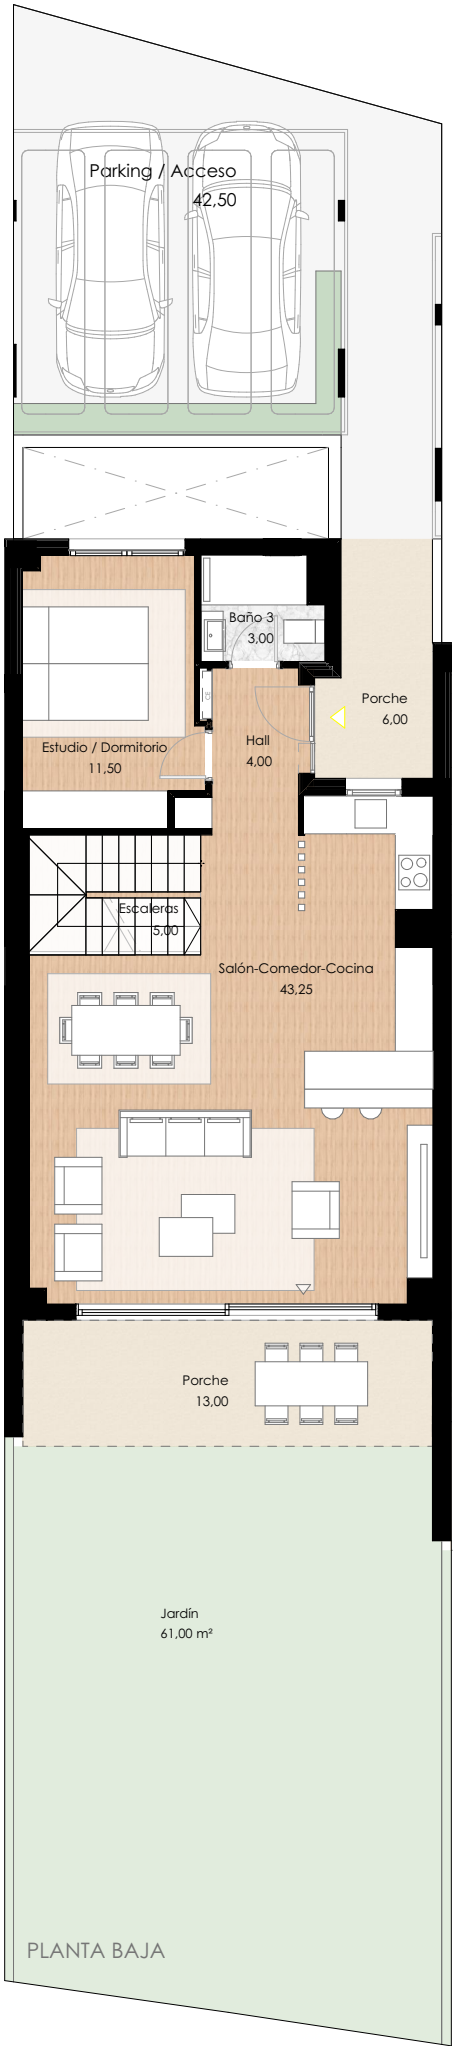 Parking / Acceso
42,50
Baño 3
3,00
Porche
6,00
Hall
4,00
Estudio / Dormitorio
11,50
Escaleras
5,00
Salón-Comedor-Cocina
43,25
Porche
13,00
Jardín
61,00 m²
PLANTA BAJA